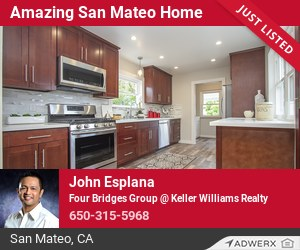 Amazing San Mateo Home
JUST LISTED
John Esplana
Four Bridges Group @ Keller Williams Realty
650-315-5968
San Mateo, CA
ADWERX